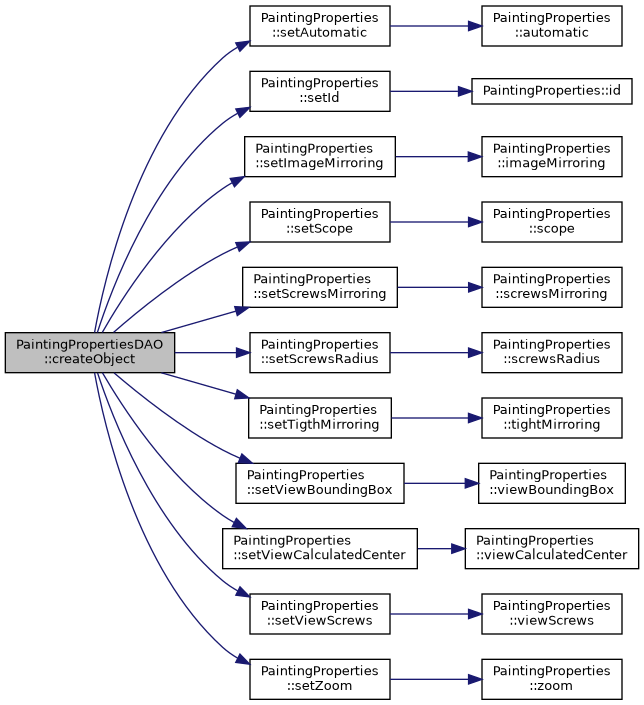 PaintingProperties
::setAutomatic
PaintingProperties
::automatic
PaintingProperties
::setId
PaintingProperties::id
PaintingProperties
::setImageMirroring
PaintingProperties
::imageMirroring
PaintingProperties
::setScope
PaintingProperties
::scope
PaintingProperties
::setScrewsMirroring
PaintingProperties
::screwsMirroring
PaintingPropertiesDAO
::createObject
PaintingProperties
::setScrewsRadius
PaintingProperties
::screwsRadius
PaintingProperties
::setTigthMirroring
PaintingProperties
::tightMirroring
PaintingProperties
::setViewBoundingBox
PaintingProperties
::viewBoundingBox
PaintingProperties
::setViewCalculatedCenter
PaintingProperties
::viewCalculatedCenter
PaintingProperties
::setViewScrews
PaintingProperties
::viewScrews
PaintingProperties
::setZoom
PaintingProperties
::zoom